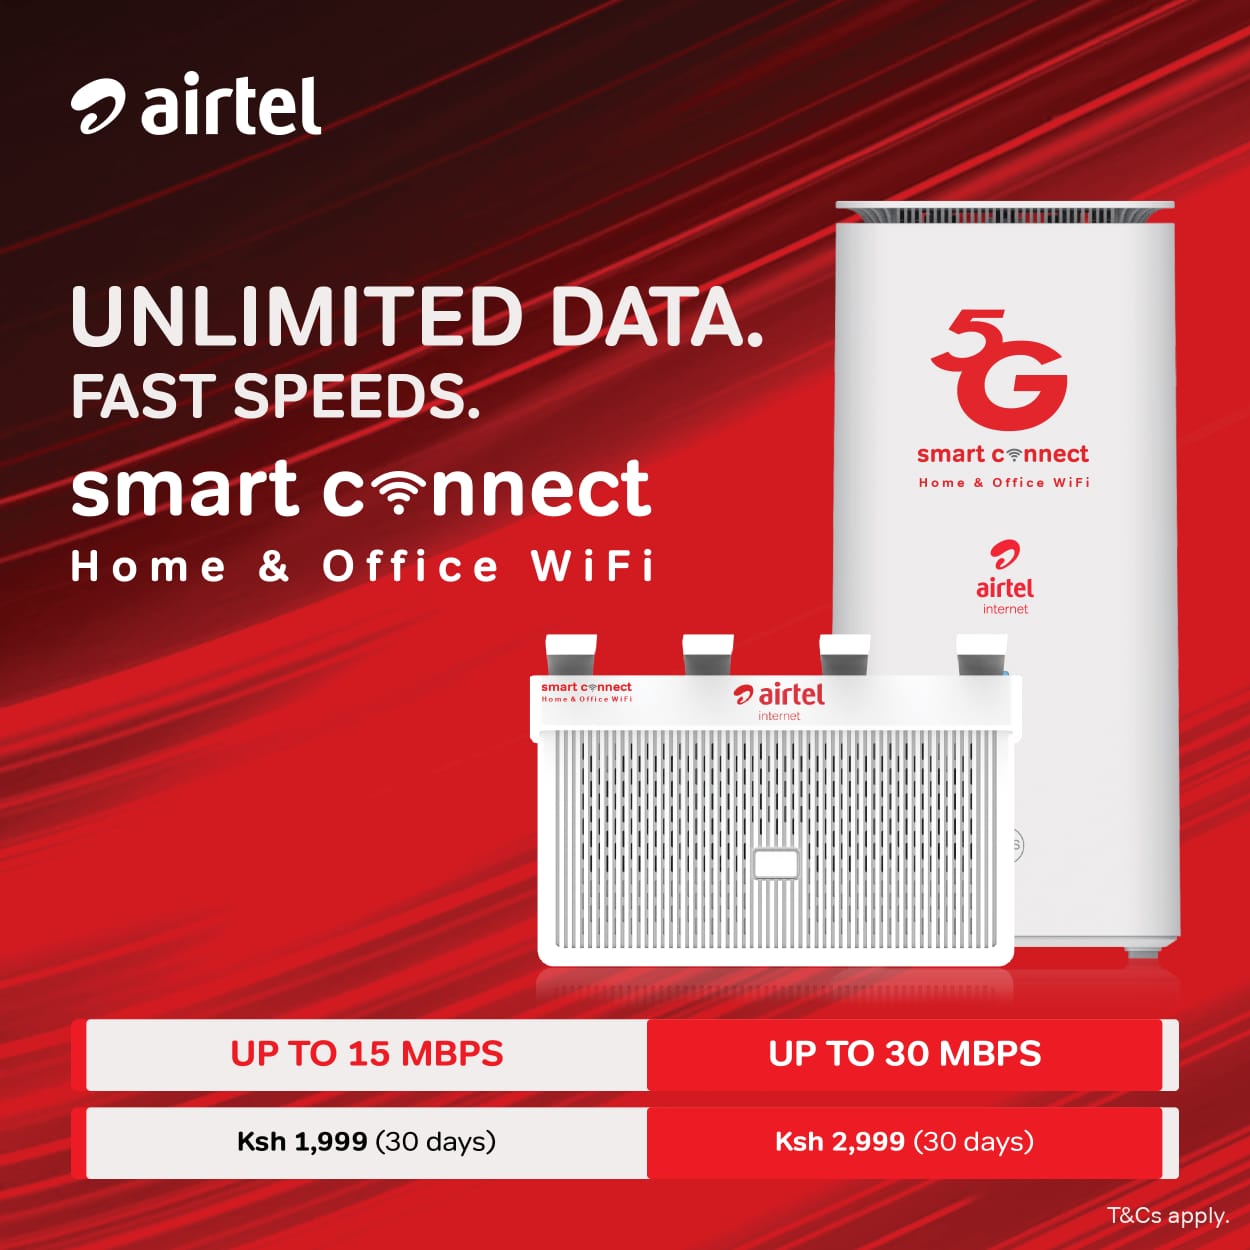 airtel
UNLIMITED DATA.
FAST SPEEDS.
smart connect
Home & Office WiFi
5G
smart connect
Home & Office WiFi
airtel
internet
smart connect
Home & Office WiFi
airtel
internet
UP TO 15 MBPS
UP TO 30 MBPS
Ksh 1,999 (30 days)
Ksh 2,999 (30 days)
T&Cs apply.